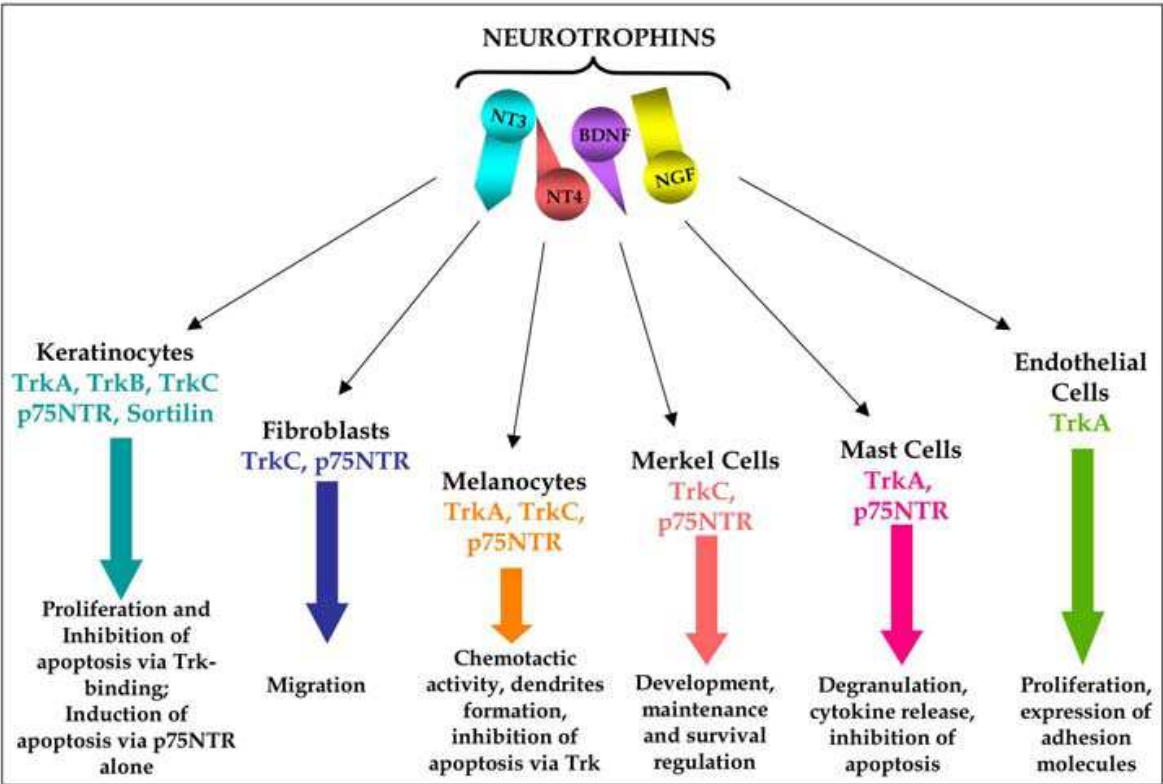 NEUROTROPHINS
NT3
NT4
BDNF
NGF
Keratinocytes
TrkA, TrkB, TrkC
p75NTR, Sortilin
Proliferation and
Inhibition of
apoptosis via Trk-
binding;
Induction of
apoptosis via p75NTR
alone
Fibroblasts
TrkC, p75NTR
Migration
Melanocytes
TrkA, TrkC,
p75NTR
Chemotactic
activity, dendrites
formation,
inhibition of
apoptosis via Trk
Merkel Cells
TrkC,
p75NTR
Development,
maintenance
and survival
regulation
Mast Cells
TrkA,
p75NTR
Degranulation,
cytokine release,
inhibition of
apoptosis
Endothelial
Cells
TrkA
Proliferation,
expression of
adhesion
molecules